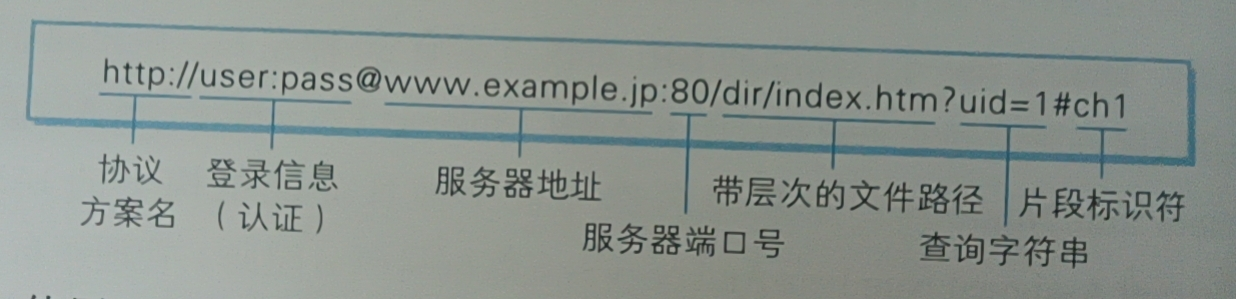 http://user:pass@www.example.jp:80/dir/index.htm?uid=1#ch1
协议
方案名
登录信息
（认证）
服务器地址
服务器端口号
带层次的文件路径
查询字符串
片段标识符